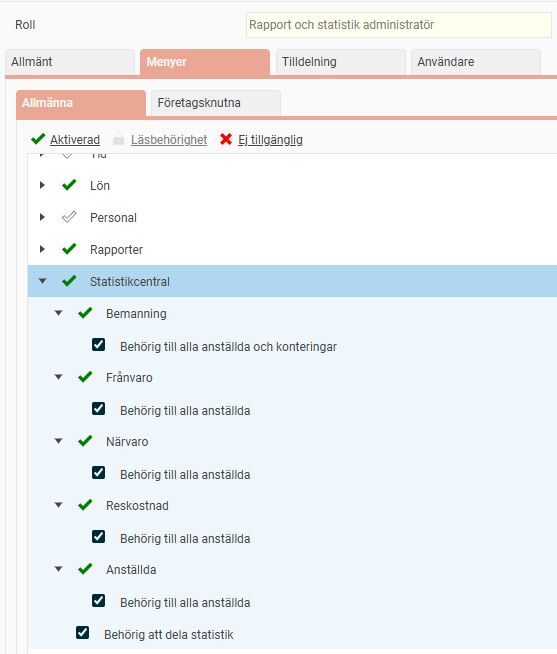 Roll
Rapport och statistik administratör
Allmänt
Menyer
Tilldelning
Användare
Allmänna
Företagsknutna
Aktiverad
Läsbehörighet
Ej tillgänglig
Tid
Lön
Personal
Rapporter
Statistikcentral
Bemanning
Behörig till alla anställda och konteringar
Frånvaro
Behörig till alla anställda
Närvaro
Behörig till alla anställda
Reskostnad
Behörig till alla anställda
Anställda
Behörig till alla anställda
Behörig att dela statistik